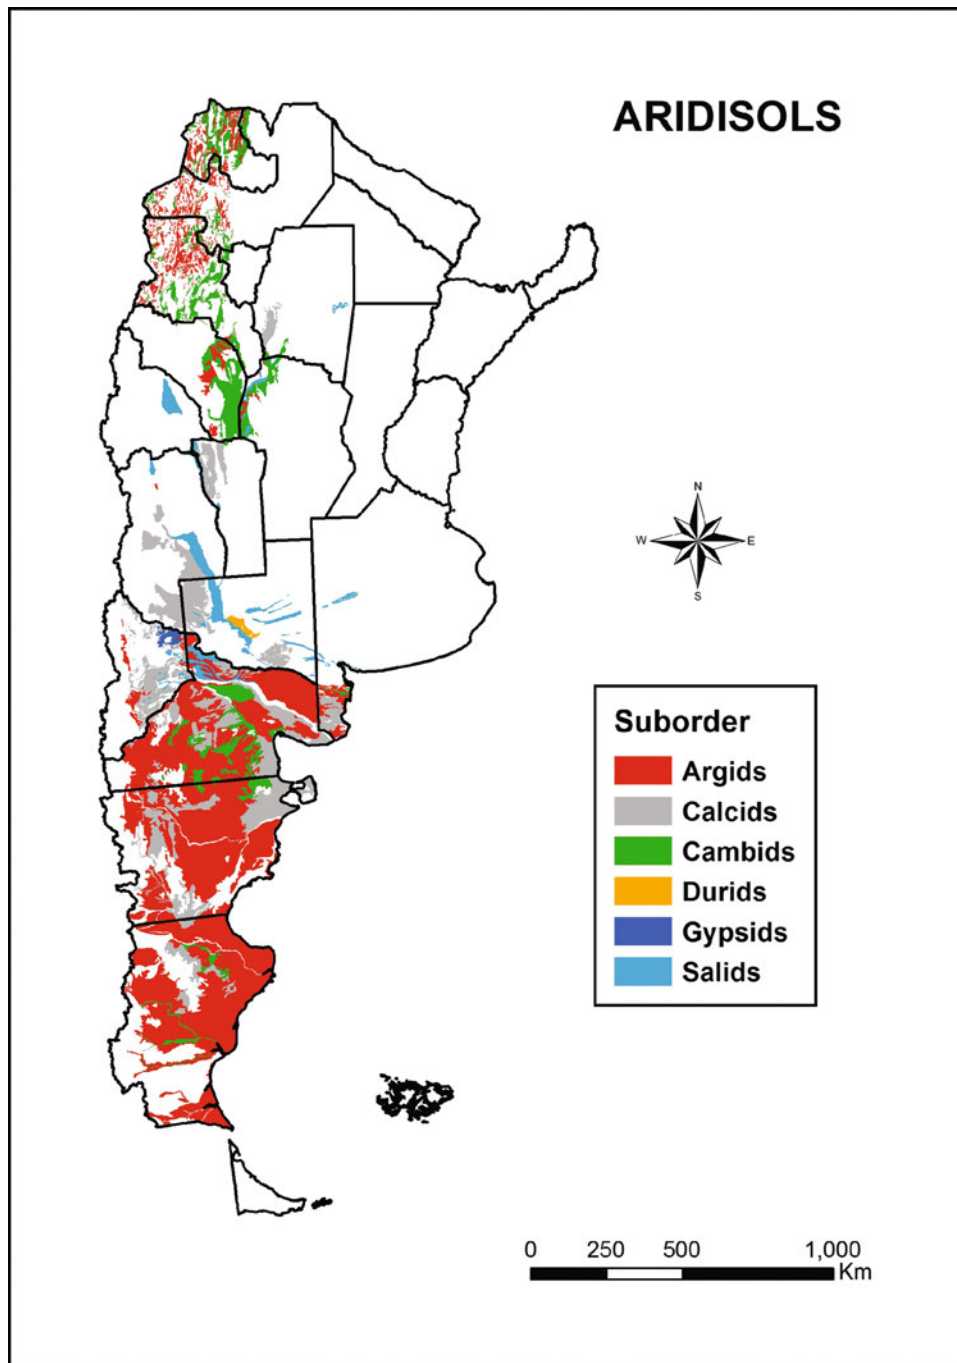 ARIDISOLS
N
W
E
S
Suborder
Argids
Calcids
Cambids
Durids
Gypsids
Salids
0 250 500 1,000
Km